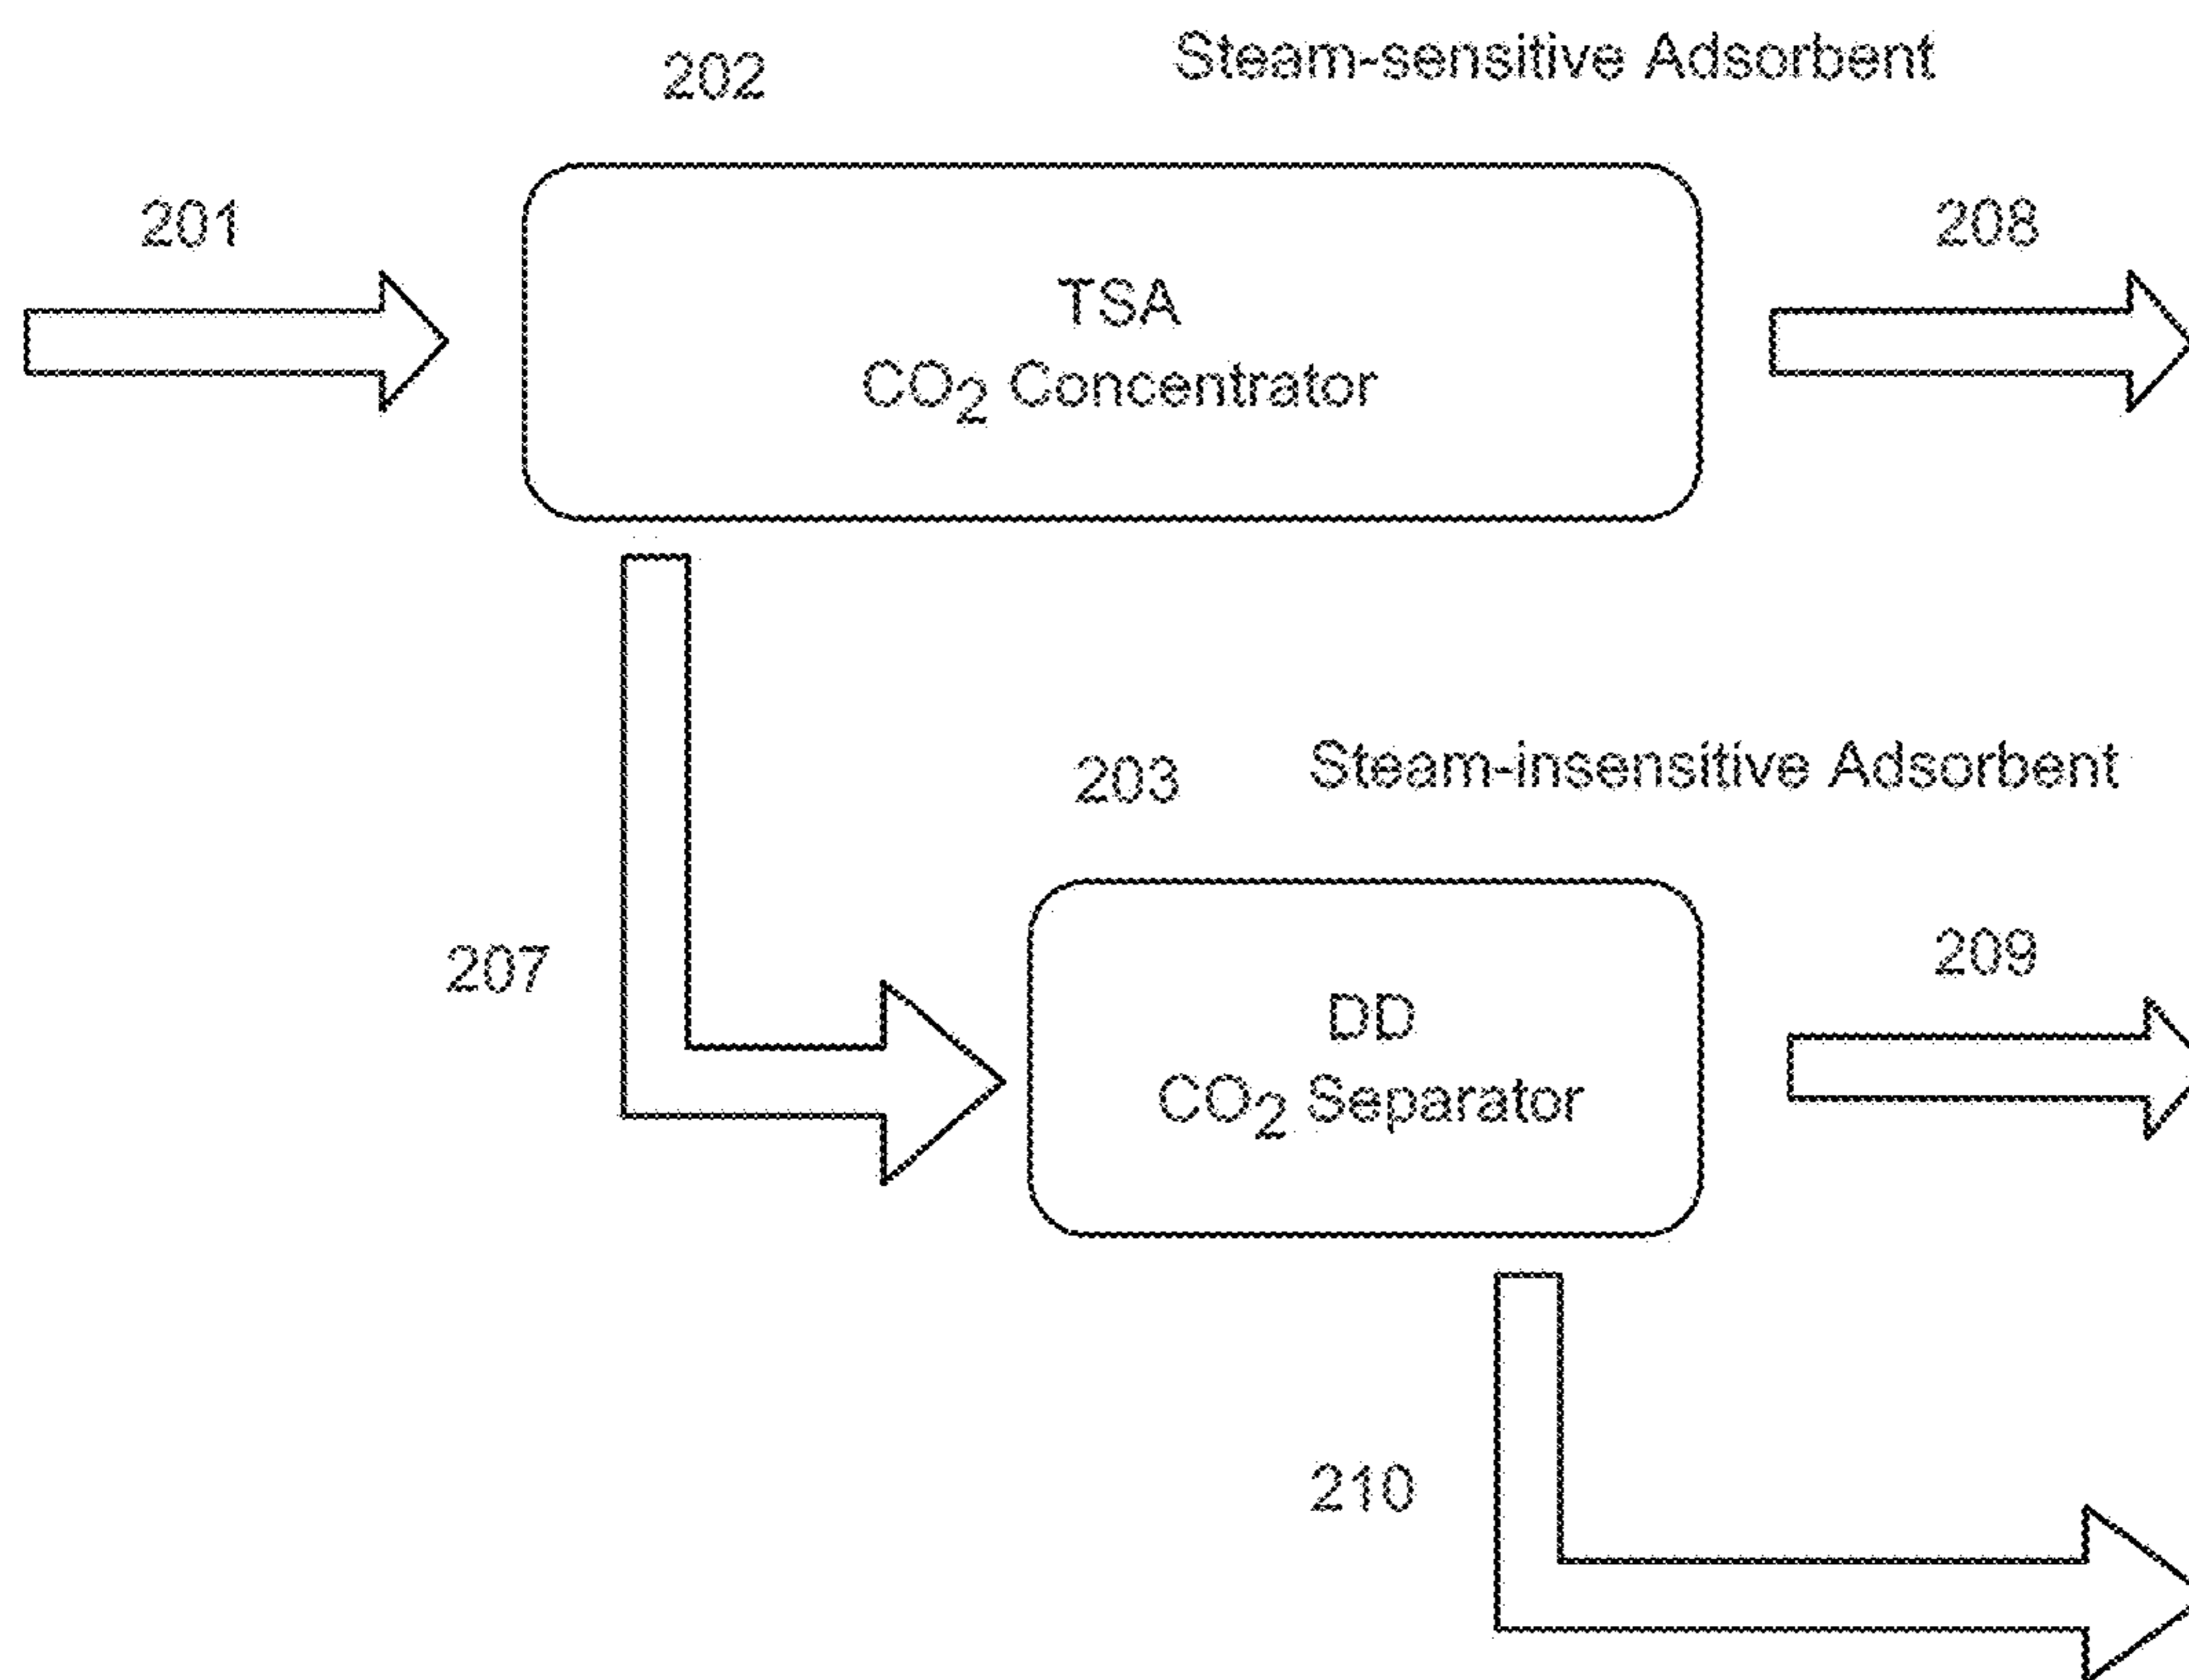 202
Steam-sensitive Adsorbent
201
TSA
CO₂ Concentrator
208
203
Steam-insensitive Adsorbent
207
DD
CO₂ Separator
209
210